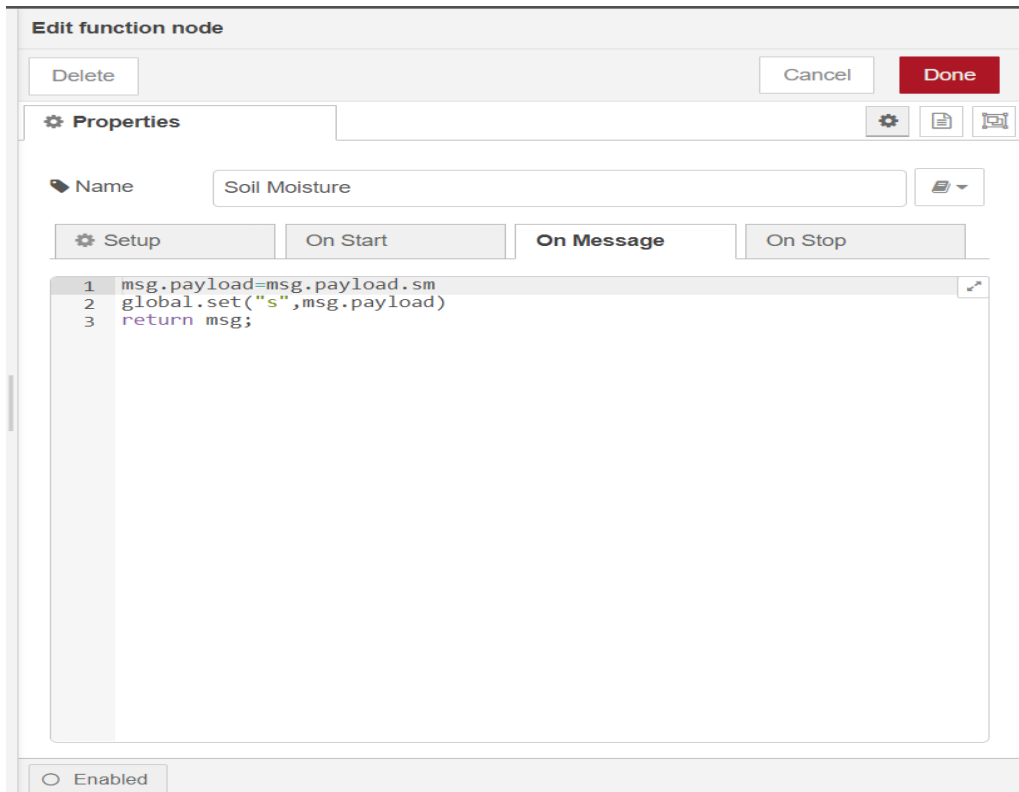 Edit function node
Delete Cancel Done
Properties
Name Soil Moisture
Setup On Start On Message On Stop
1 msg.payload=msg.payload.sm
2 global.set("s",msg.payload)
3 return msg;
Enabled